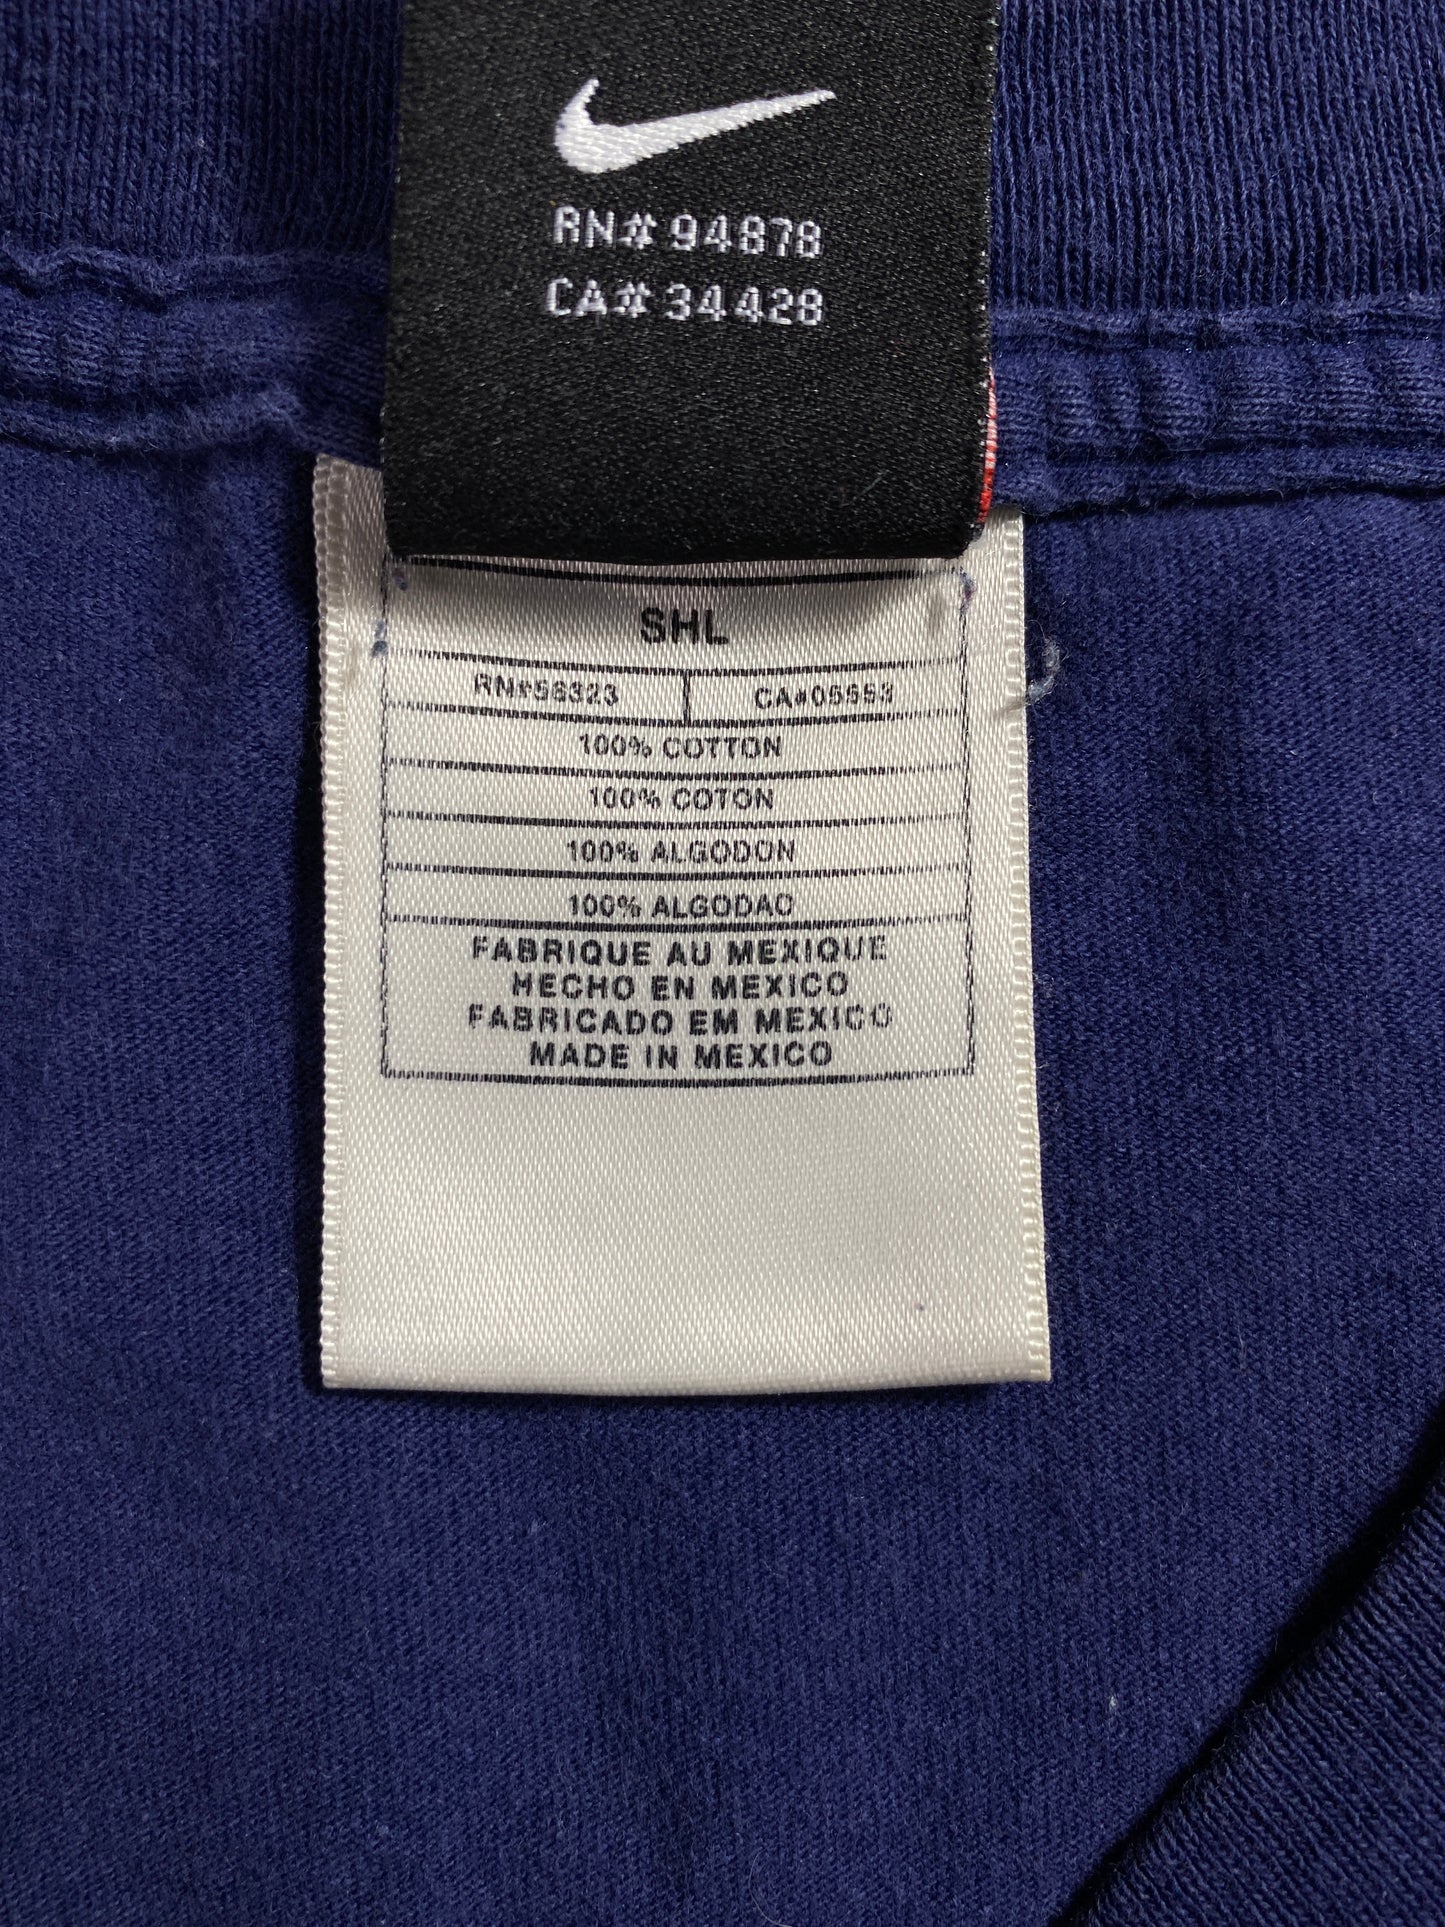 RN# 94878
CA# 34428
SHL
RN#56323 CA#05553
100% COTTON
100% COTON
100% ALGODON
100% ALGODAO
FABRIQUE AU MEXIQUE
HECHO EN MEXICO
FABRICADO EM MEXICO
MADE IN MEXICO